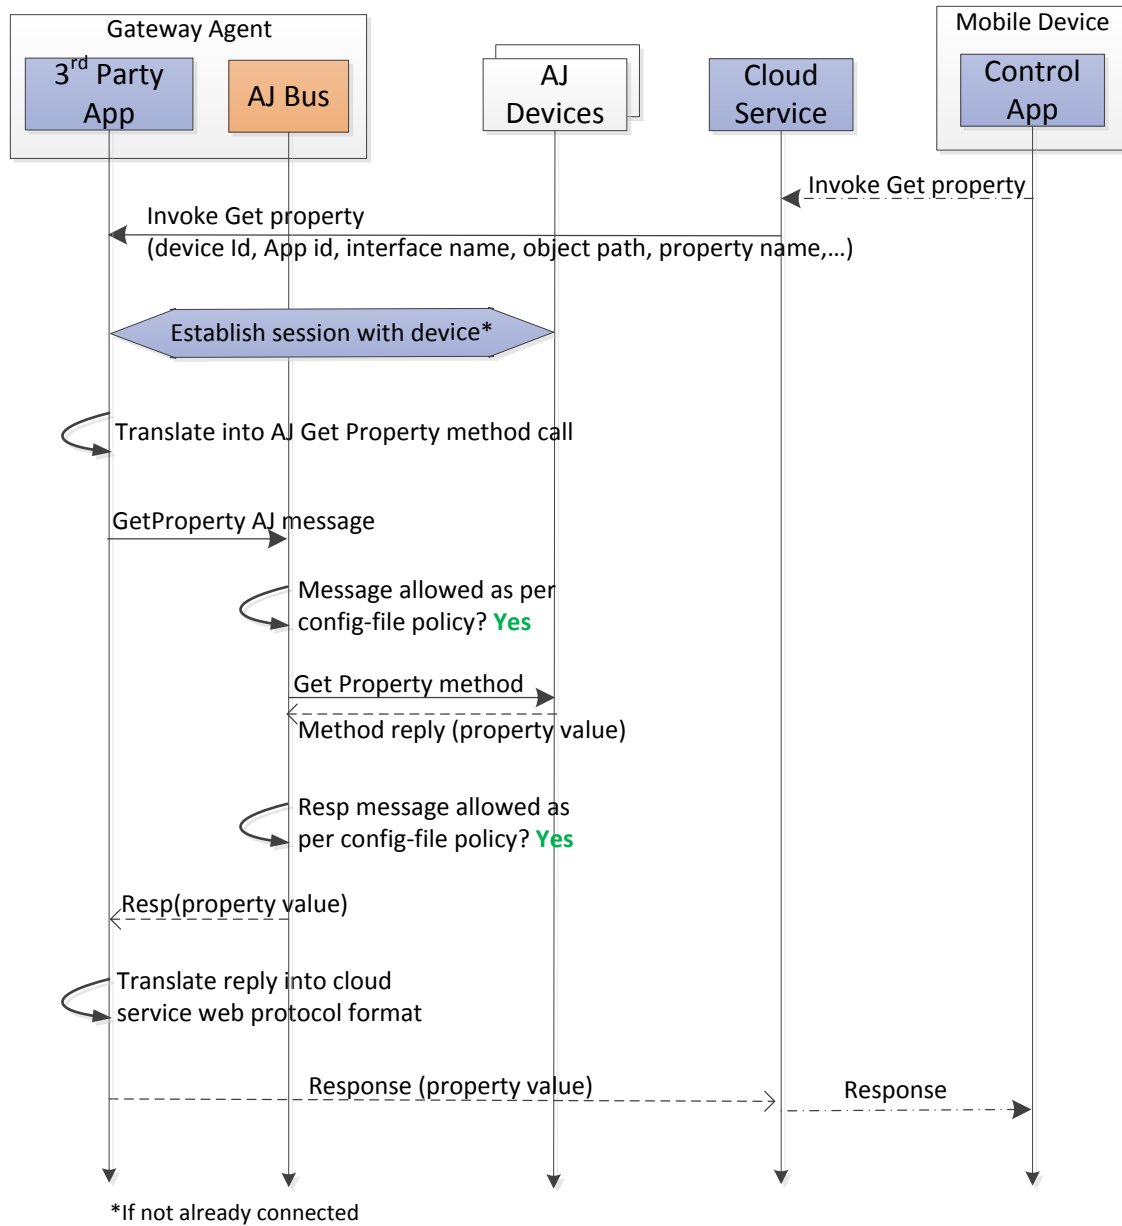 Gateway Agent
Mobile Device
3rd Party
App
AJ Bus
AJ
Devices
Cloud
Service
Control
App
Invoke Get property
Invoke Get property
(device Id, App id, interface name, object path, property name,...)
Establish session with device*
Translate into AJ Get Property method call
GetProperty AJ message
Message allowed as per
config-file policy? Yes
Get Property method
Method reply (property value)
Resp message allowed as
per config-file policy? Yes
Resp(property value)
Translate reply into cloud
service web protocol format
Response (property value)
Response
*If not already connected